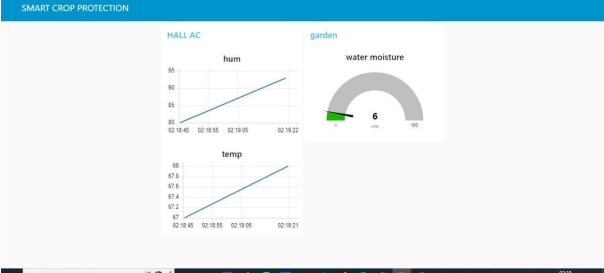 SMART CROP PROTECTION
HALL AC
hum
95
90
85
80
02:18:45 02:18:55 02:19:05 02:19:22
temp
68
67.8
67.6
67.4
67.2
67
02:18:45 02:18:55 02:19:05 02:19:21
garden
water moisture
6
0 units 100